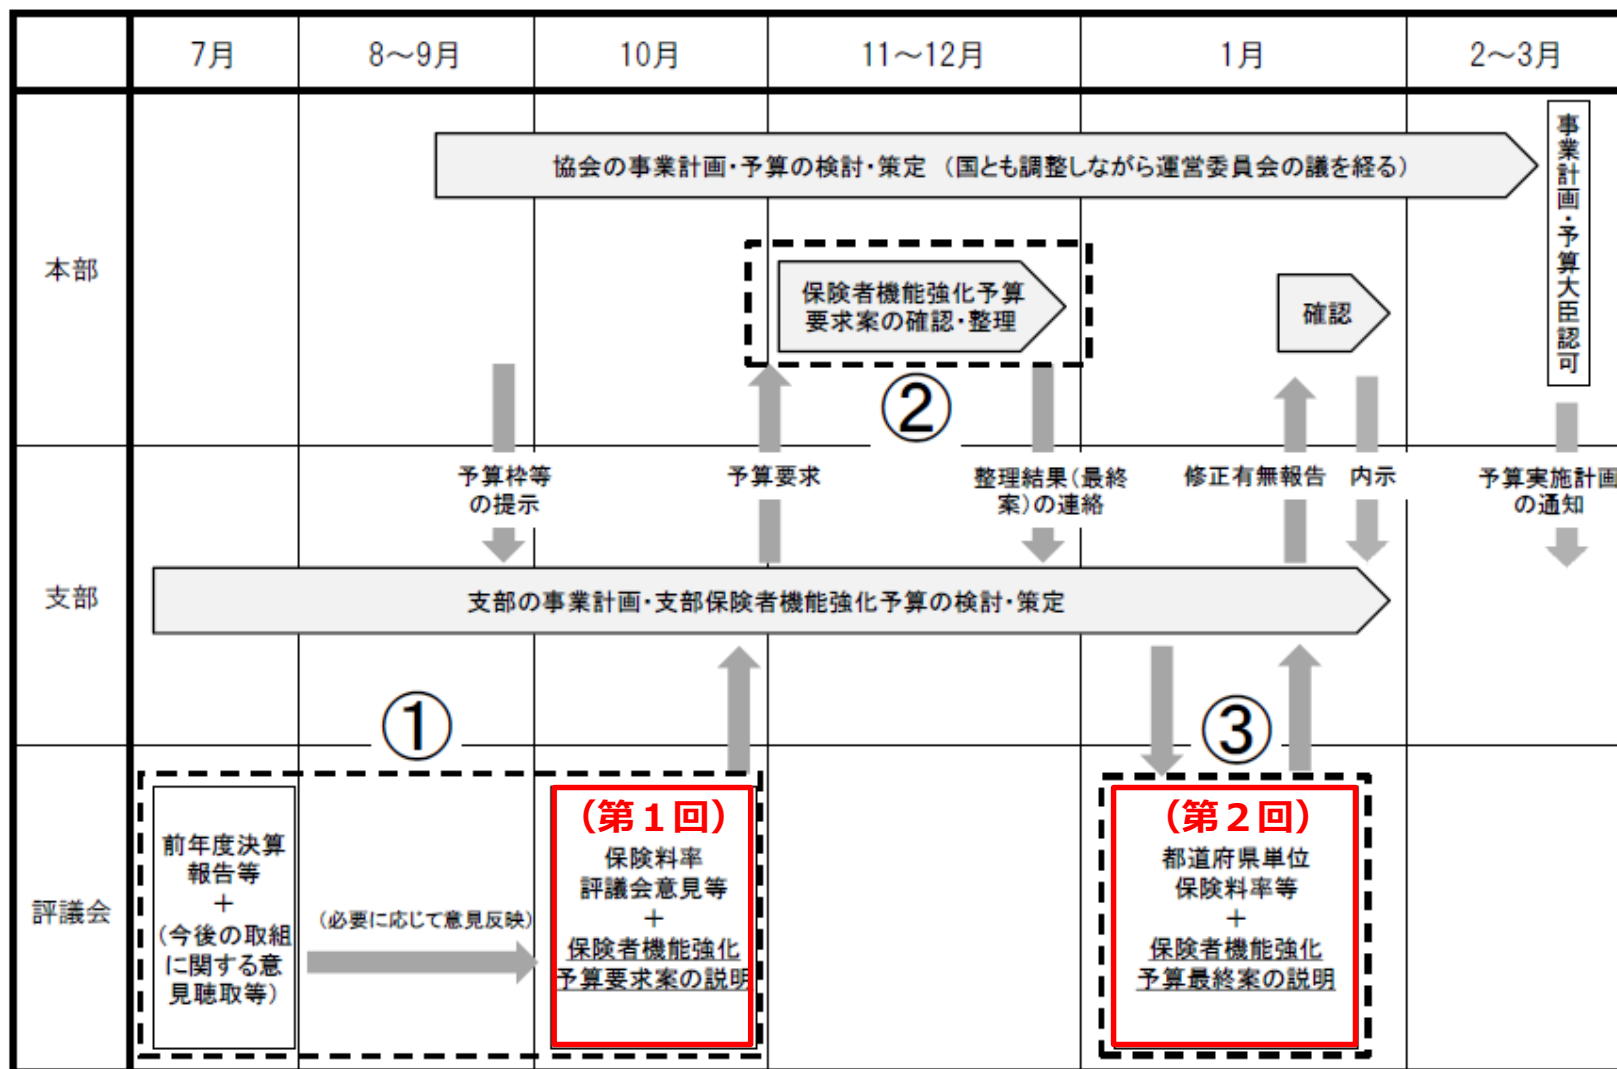 7月
8～9月
10月
11～12月
1月
2～3月
本部
協会の事業計画・予算の検討・策定 （国とも調整しながら運営委員会の議を経る）
事業計画・予算大臣認可
保険者機能強化予算
要求案の確認・整理
確認
②
予算枠等
の提示
予算要求
整理結果（最終
案）の連絡
修正有無報告
内示
予算実施計画
の通知
支部
支部の事業計画・支部保険者機能強化予算の検討・策定
①
③
評議会
前年度決算
報告等
＋
（今後の取組
に関する意
見聴取等）
（必要に応じて意見反映）
（第１回）
保険料率
評議会意見等
＋
保険者機能強化
予算要求案の説明
（第２回）
都道府県単位
保険料率等
＋
保険者機能強化
予算最終案の説明